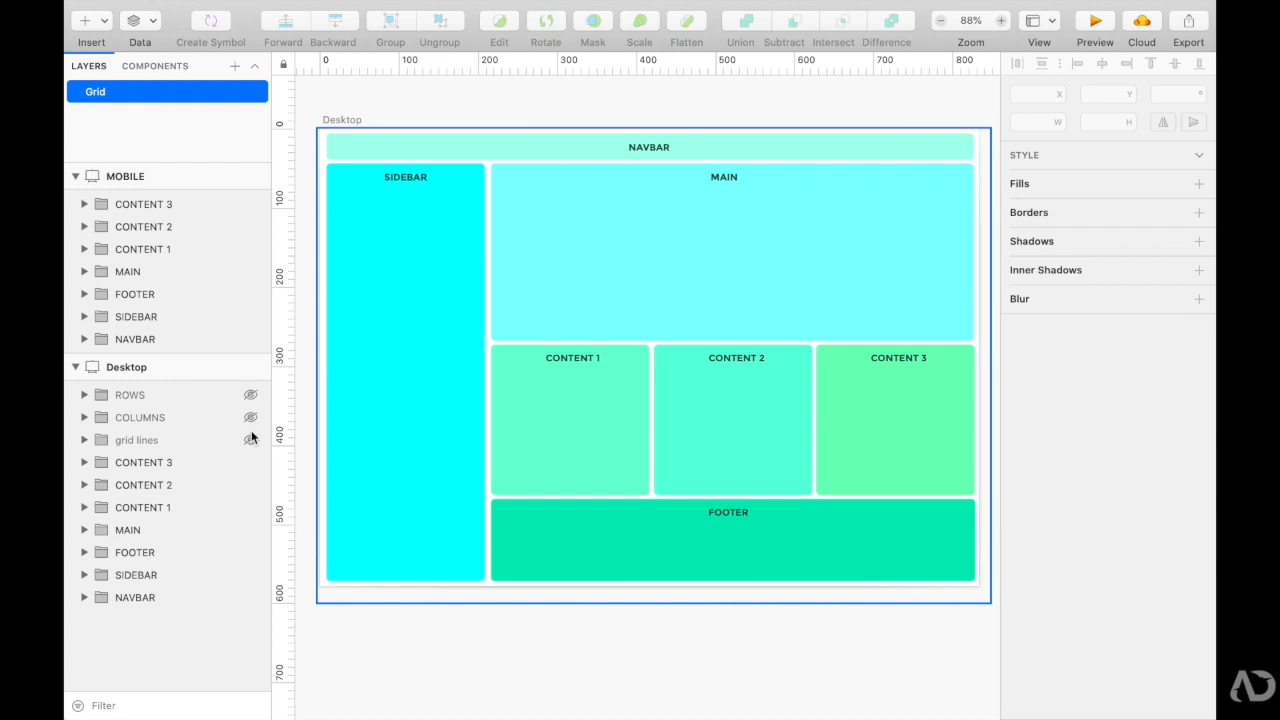 Insert Data Create Symbol Forward Backward Group Ungroup Edit Rotate Mask Scale Flatten Union Subtract Intersect Difference 88% Zoom View Preview Cloud Export
LAYERS COMPONENTS
Grid
MOBILE
CONTENT 3
CONTENT 2
CONTENT 1
MAIN
FOOTER
SIDEBAR
NAVBAR
Desktop
ROWS
COLUMNS
grid lines
CONTENT 3
CONTENT 2
CONTENT 1
MAIN
FOOTER
SIDEBAR
NAVBAR
Filter
0 100 200 300 400 500 600 700 800
0
100
200
300
400
500
600
700
Desktop
NAVBAR
SIDEBAR
MAIN
CONTENT 1
CONTENT 2
CONTENT 3
FOOTER
X Y °
W H
STYLE
Fills
Borders
Shadows
Inner Shadows
Blur
AD